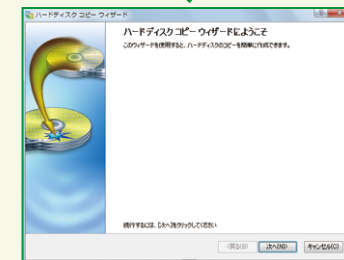 ハードディスク コピー ウィザード
ハードディスク コピー ウィザードにようこそ
このウィザードを使用すると、ハードディスクのコピーを簡単に作成できます。
続行するには、[次へ]をクリックしてください
<戻る(B)
次へ(N)>
キャンセル(C)